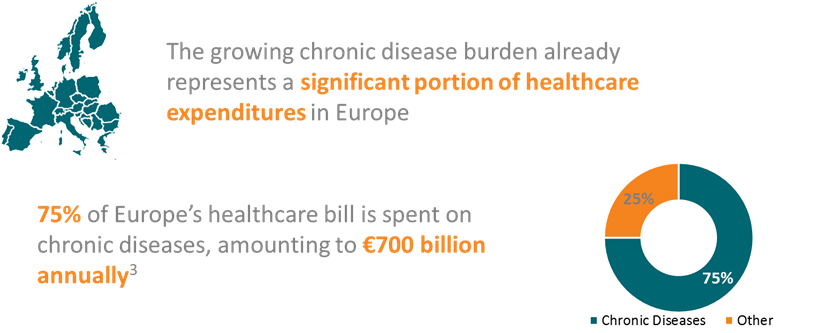 The growing chronic disease burden already
represents a significant portion of healthcare
expenditures in Europe
75% of Europe’s healthcare bill is spent on
chronic diseases, amounting to €700 billion
annually³
25%
75%
Chronic Diseases
Other